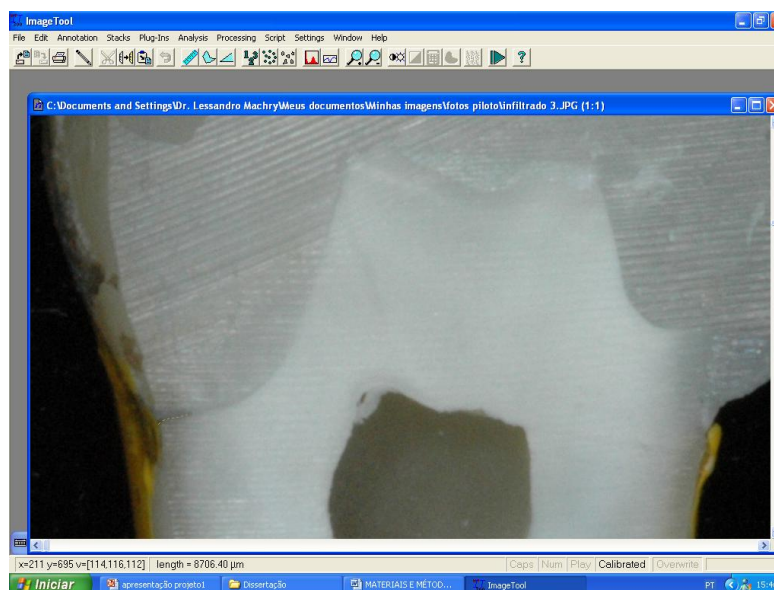 ImageTool
File Edit Annotation Stacks Plug-Ins Analysis Processing Script Settings Window Help
C:\Documents and Settings\Dr. Lessandro Machry\Meus documentos\Minhas imagens\fotos piloto\infiltrado 3.JPG (1:1)
x=211 y=695 v=[114,116,112] length = 8706.40 µm Caps Num Play Calibrated Overwrite
Iniciar apresentação projeto1 Dissertação MATERIAIS E MÉTOD... ImageTool PT